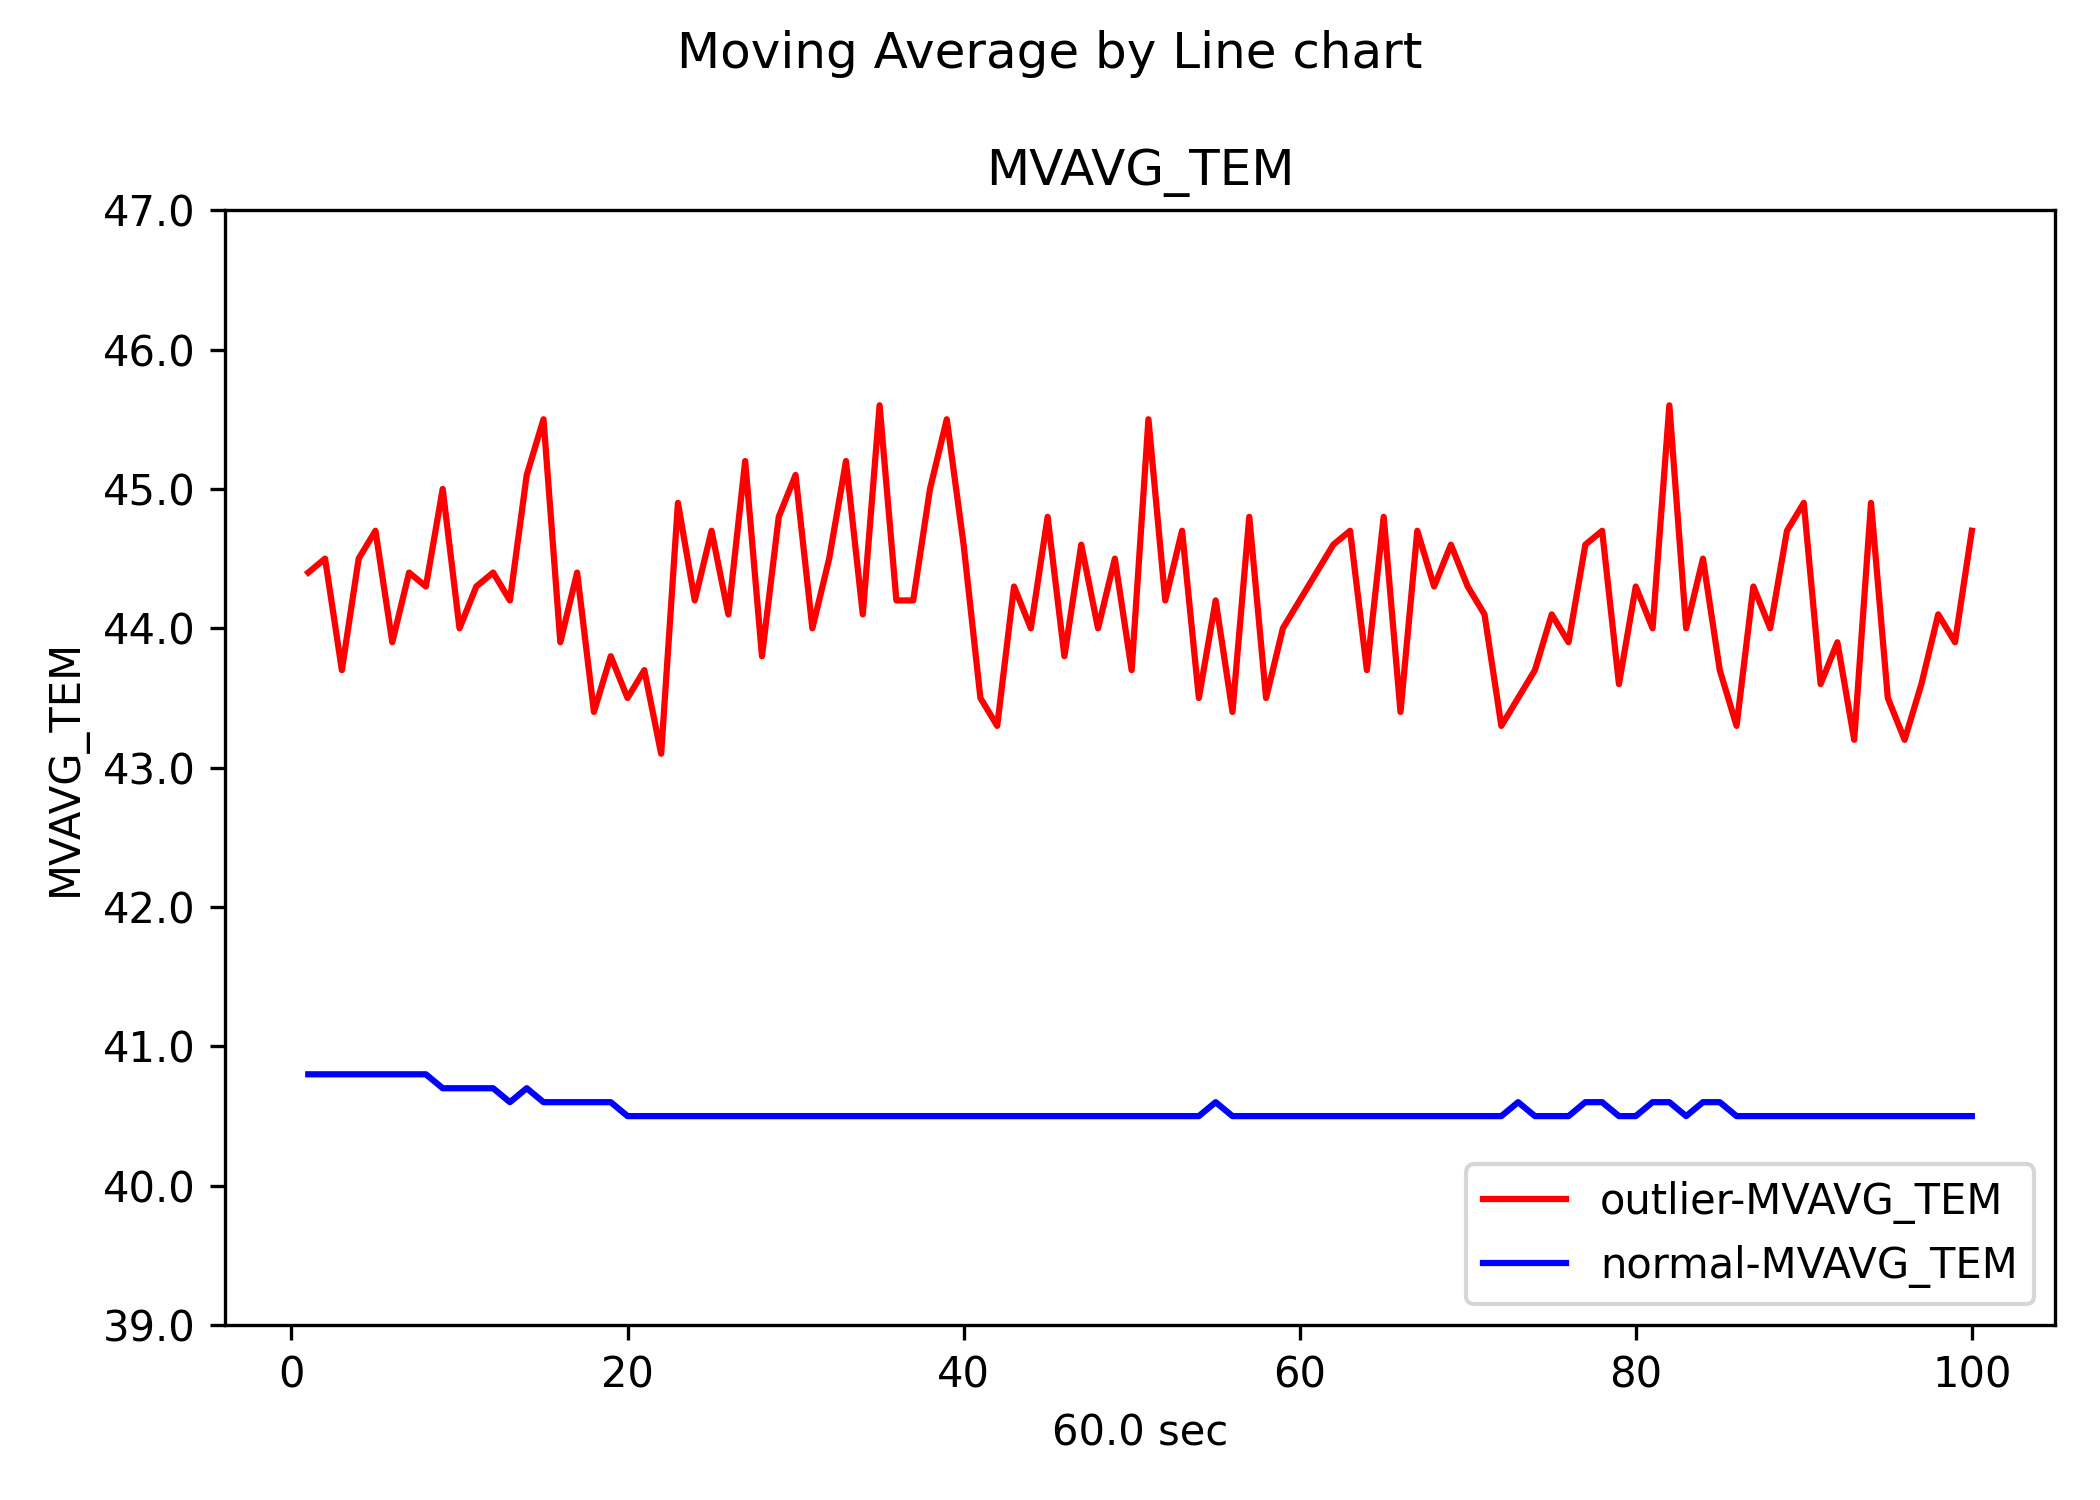 Moving Average by Line chart
MVAVG_TEM
47.0
46.0
45.0
44.0
43.0
42.0
41.0
40.0
39.0
MVAVG_TEM
outlier-MVAVG_TEM
normal-MVAVG_TEM
0 20 40 60 80 100
60.0 sec